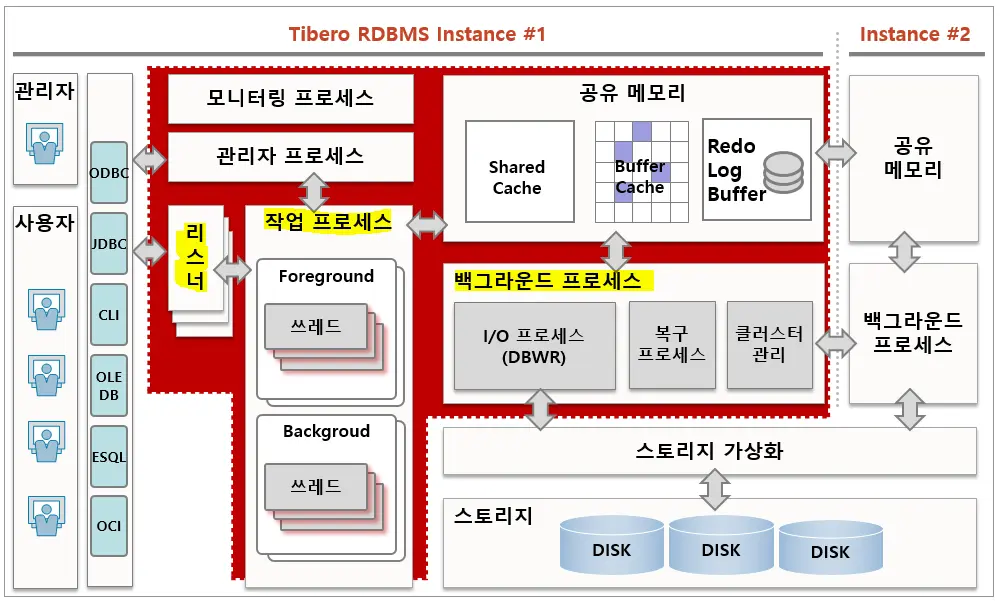 Tibero RDBMS Instance #1
Instance #2
관리자
사용자
ODBC
JDBC
CLI
OLE
DB
ESQL
OCI
모니터링 프로세스
관리자 프로세스
리
스
너
작업 프로세스
Foreground
쓰레드
Backgroud
쓰레드
공유 메모리
Shared
Cache
Buffer
Cache
Redo
Log
Buffer
백그라운드 프로세스
I/O 프로세스
(DBWR)
복구
프로세스
클러스터
관리
공유
메모리
백그라운드
프로세스
스토리지 가상화
스토리지
DISK
DISK
DISK